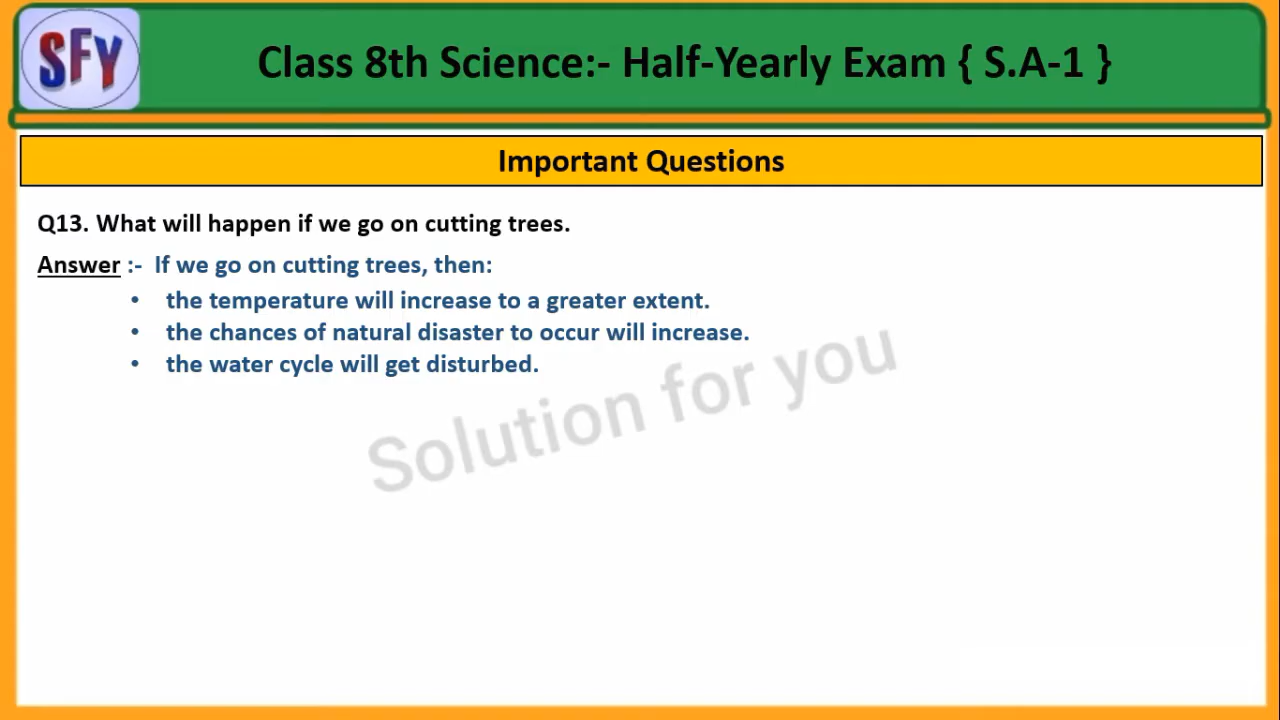 SFY
Class 8th Science:- Half-Yearly Exam { S.A-1 }
Important Questions
Q13. What will happen if we go on cutting trees.
Answer :- If we go on cutting trees, then:
• the temperature will increase to a greater extent.
• the chances of natural disaster to occur will increase.
• the water cycle will get disturbed.
Solution for you